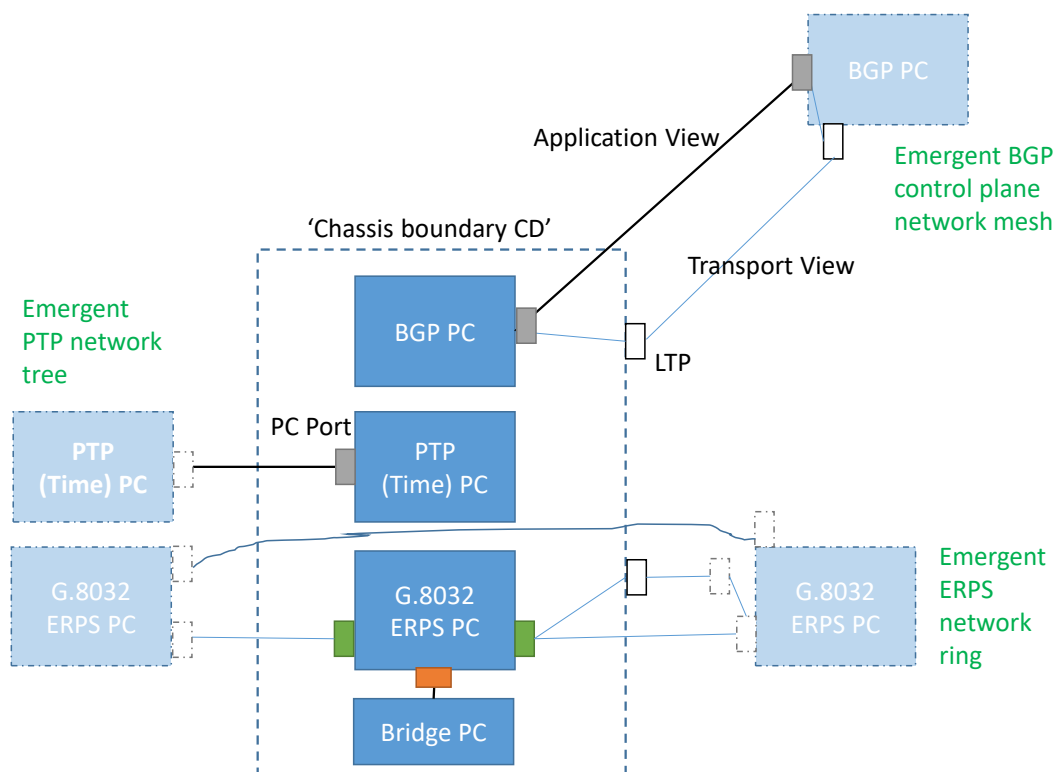 BGP PC
Application View
Emergent BGP
control plane
network mesh
'Chassis boundary CD'
Transport View
Emergent
PTP network
tree
BGP PC
LTP
PC Port
PTP
(Time) PC
PTP
(Time) PC
G.8032
ERPS PC
G.8032
ERPS PC
G.8032
ERPS PC
Emergent
ERPS
network
ring
Bridge PC